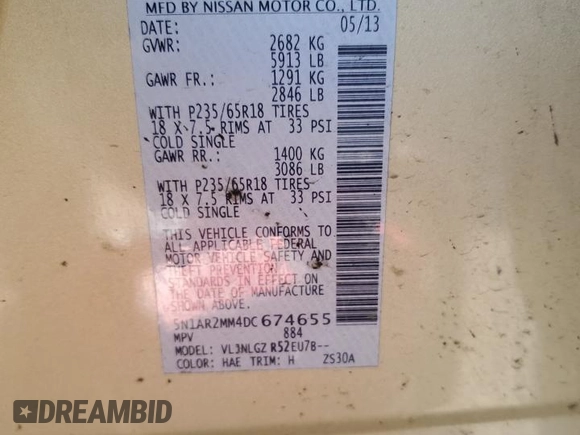 MFD BY NISSAN MOTOR CO., LTD.
DATE: 05/13
GVWR: 2682 KG
5913 LB
GAWR FR.: 1291 KG
2846 LB
WITH P235/65R18 TIRES
18 X 7.5 RIMS AT 33 PSI
COLD SINGLE
GAWR RR.: 1400 KG
3086 LB
WITH P235/65R18 TIRES
18 X 7.5 RIMS AT 33 PSI
COLD SINGLE
THIS VEHICLE CONFORMS TO
ALL APPLICABLE FEDERAL
MOTOR VEHICLE SAFETY AND
THEFT PREVENTION
STANDARDS IN EFFECT ON
THE DATE OF MANUFACTURE
SHOWN ABOVE.
5N1AR2MM4DC674655
MPV 884
MODEL: VL3NLGZ R52EU7B--
COLOR: HAE TRIM: H ZS30A
DREAMBID